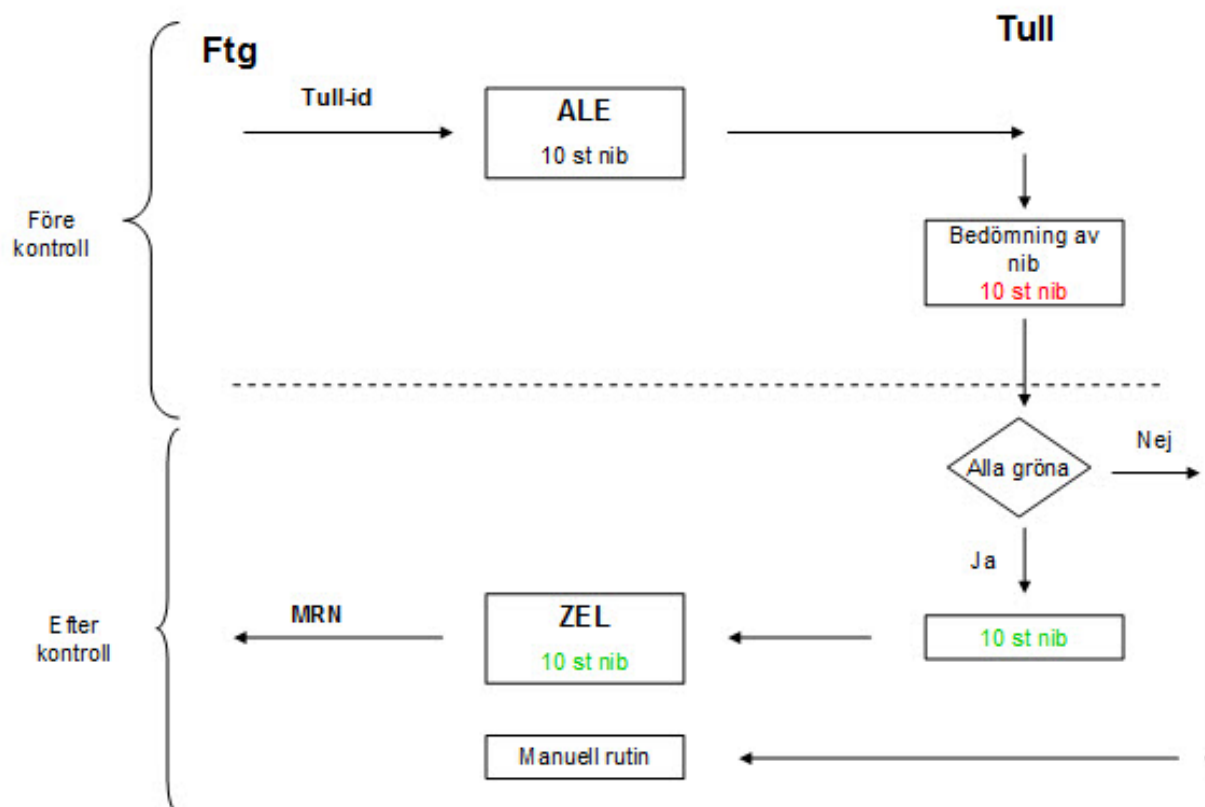 Ftg
Tull
Tull-id
ALE
10 st nib
Före
kontroll
Bedömning av
nib
10 st nib
Alla gröna
Nej
Ja
Efter
kontroll
MRN
ZEL
10 st nib
10 st nib
Manuell rutin